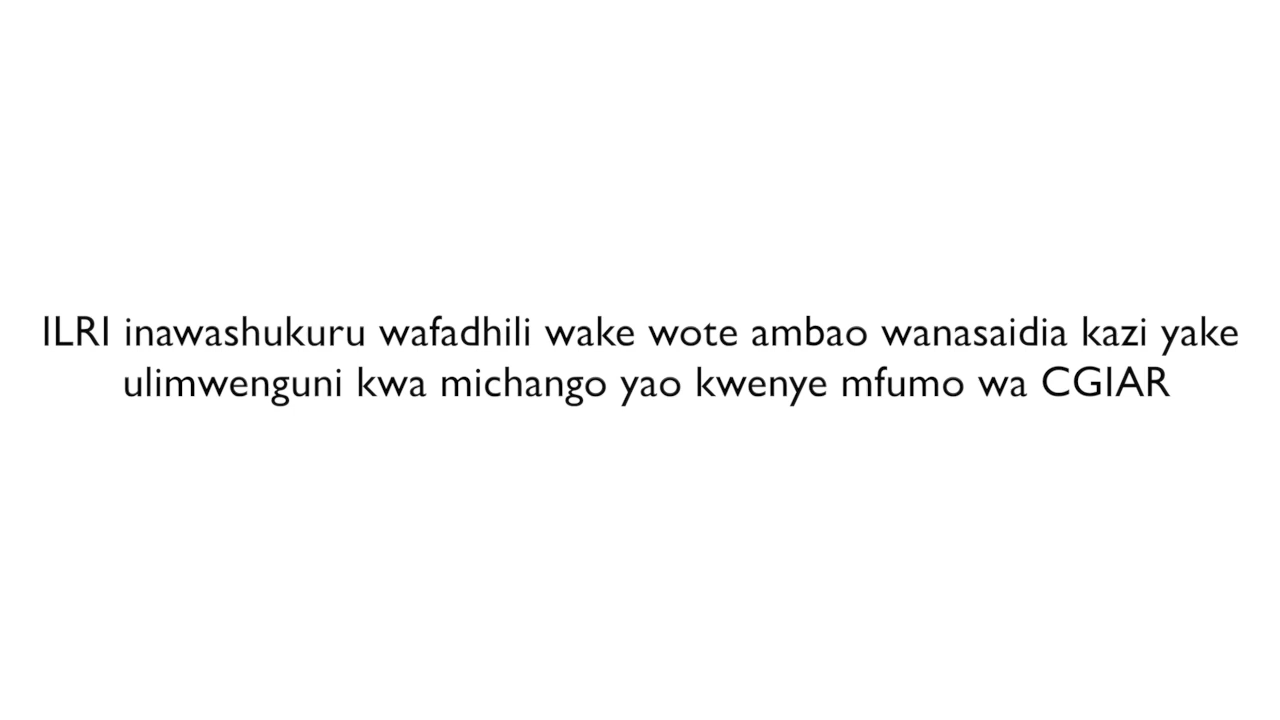 ILRI inawashukuru wafadhili wake wote ambao wanasaidia kazi yake
ulimwenguni kwa michango yao kwenye mfumo wa CGIAR